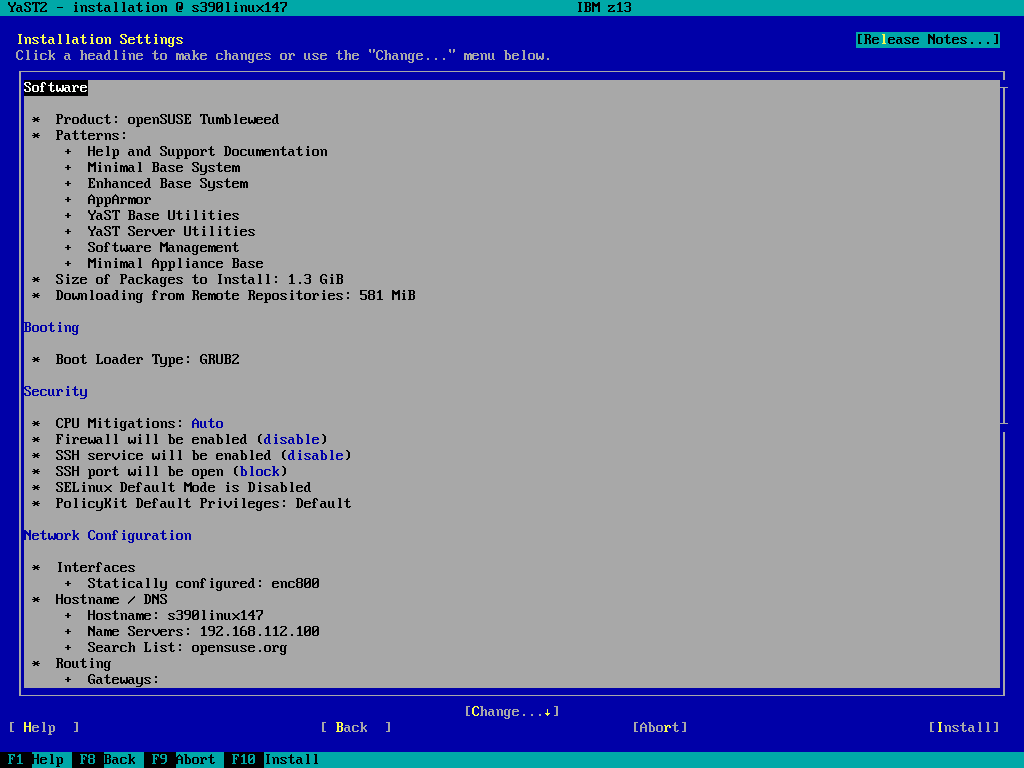 YaST2 - installation @ s390linux147 IBM z13
Installation Settings [Release Notes...]
Click a headline to make changes or use the "Change..." menu below.
Software
* Product: openSUSE Tumbleweed
* Patterns:
+ Help and Support Documentation
+ Minimal Base System
+ Enhanced Base System
+ AppArmor
+ YaST Base Utilities
+ YaST Server Utilities
+ Software Management
+ Minimal Appliance Base
* Size of Packages to Install: 1.3 GiB
* Downloading from Remote Repositories: 581 MiB
Booting
* Boot Loader Type: GRUB2
Security
* CPU Mitigations: Auto
* Firewall will be enabled (disable)
* SSH service will be enabled (disable)
* SSH port will be open (block)
* SELinux Default Mode is Disabled
* PolicyKit Default Privileges: Default
Network Configuration
* Interfaces
+ Statically configured: enc800
* Hostname / DNS
+ Hostname: s390linux147
+ Name Servers: 192.168.112.100
+ Search List: opensuse.org
* Routing
+ Gateways:
[Change...↓]
[ Help ] [ Back ] [Abort] [Install]
F1 Help F8 Back F9 Abort F10 Install